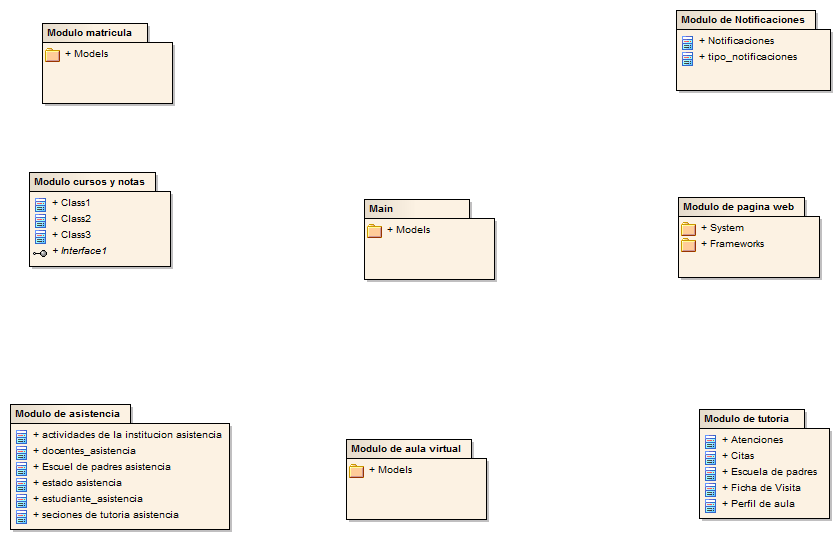 Modulo matricula
+ Models
Modulo de Notificaciones
+ Notificaciones
+ tipo_notificaciones
Modulo cursos y notas
+ Class1
+ Class2
+ Class3
+ Interface1
Main
+ Models
Modulo de pagina web
+ System
+ Frameworks
Modulo de asistencia
+ actividades de la institucion asistencia
+ docentes_asistencia
+ Escuel de padres asistencia
+ estado asistencia
+ estudiante_asistencia
+ seciones de tutoria asistencia
Modulo de aula virtual
+ Models
Modulo de tutoria
+ Atenciones
+ Citas
+ Escuela de padres
+ Ficha de Visita
+ Perfil de aula